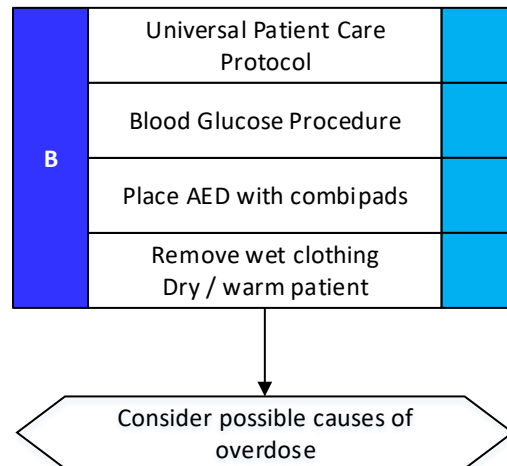 Universal Patient Care
Protocol
Blood Glucose Procedure
B
Place AED with combipads
Remove wet clothing
Dry / warm patient
Consider possible causes of
overdose